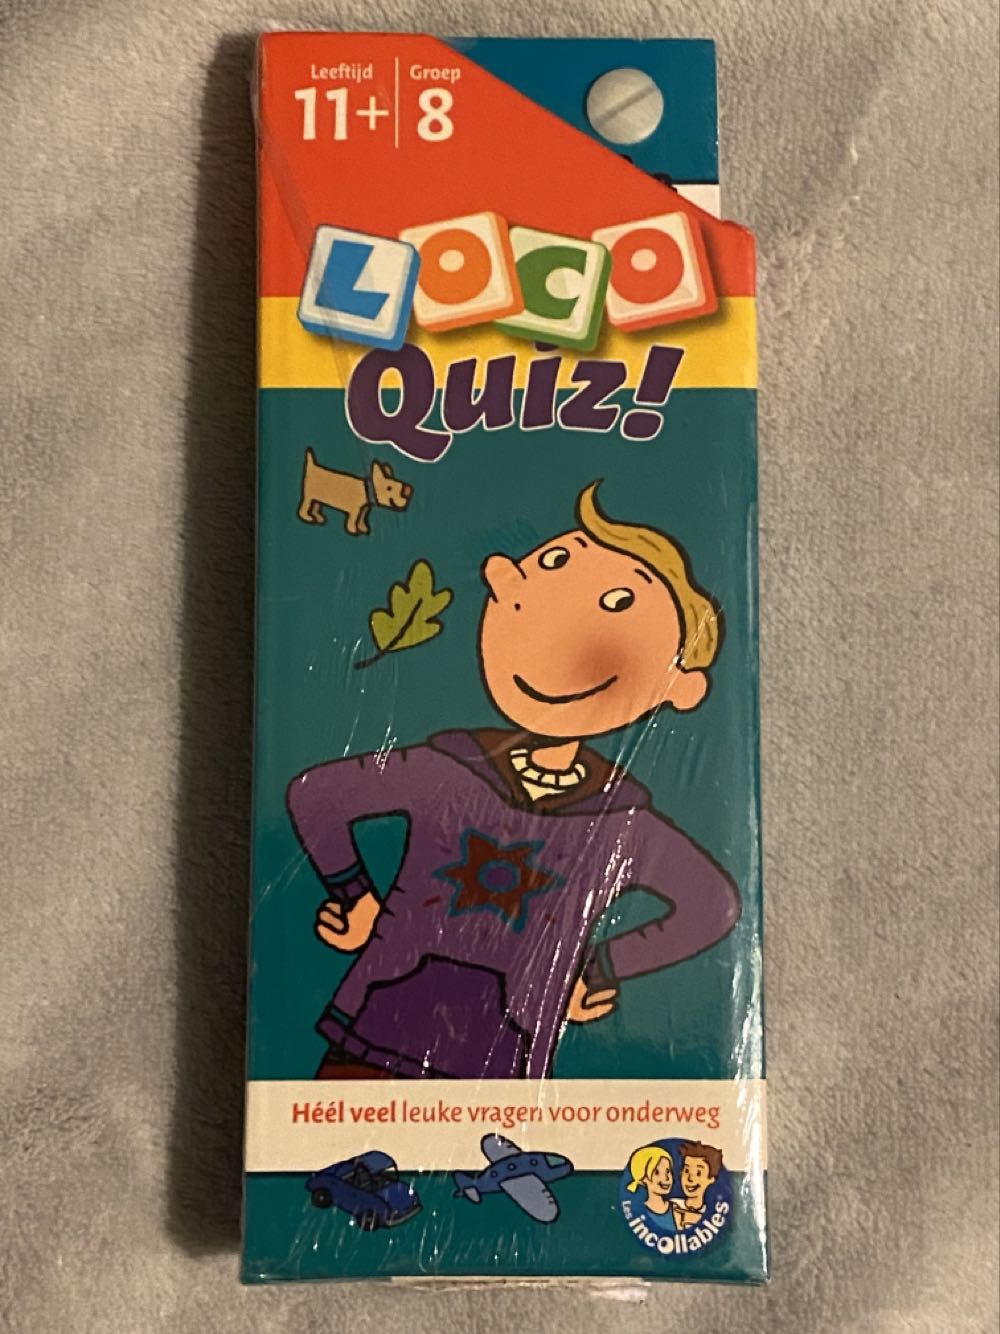 Leeftijd
11+
Groep
8
LOCO
Quiz!
Héél veel leuke vragen voor onderweg
Les
incollables